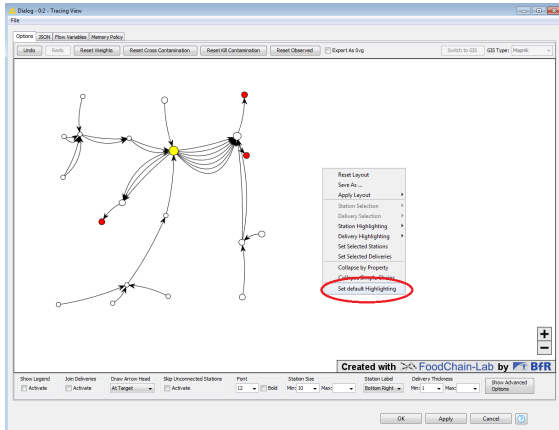 Dialog - 0:2 - Tracing View
File
Options JSON Flow Variables Memory Policy
Undo Redo Reset Weights Reset Cross Contamination Reset Kill Contamination Reset Observed Export As Svg Switch to GIS GIS Type: Mapnik
Reset Layout
Save As ...
Apply Layout
Station Selection
Delivery Selection
Station Highlighting
Delivery Highlighting
Set Selected Stations
Set Selected Deliveries
Collapse by Property
Collapse Simple Chains
Set default Highlighting
+
−
Created with FoodChain-Lab by BfR
Show Legend Join Deliveries Draw Arrow Head Skip Unconnected Stations Font Station Size Station Label Delivery Thickness Show Advanced
Activate Activate At Target Activate 12 Bold Min: 10 Max: Bottom Right Min: 1 Max: Options
OK Apply Cancel ?